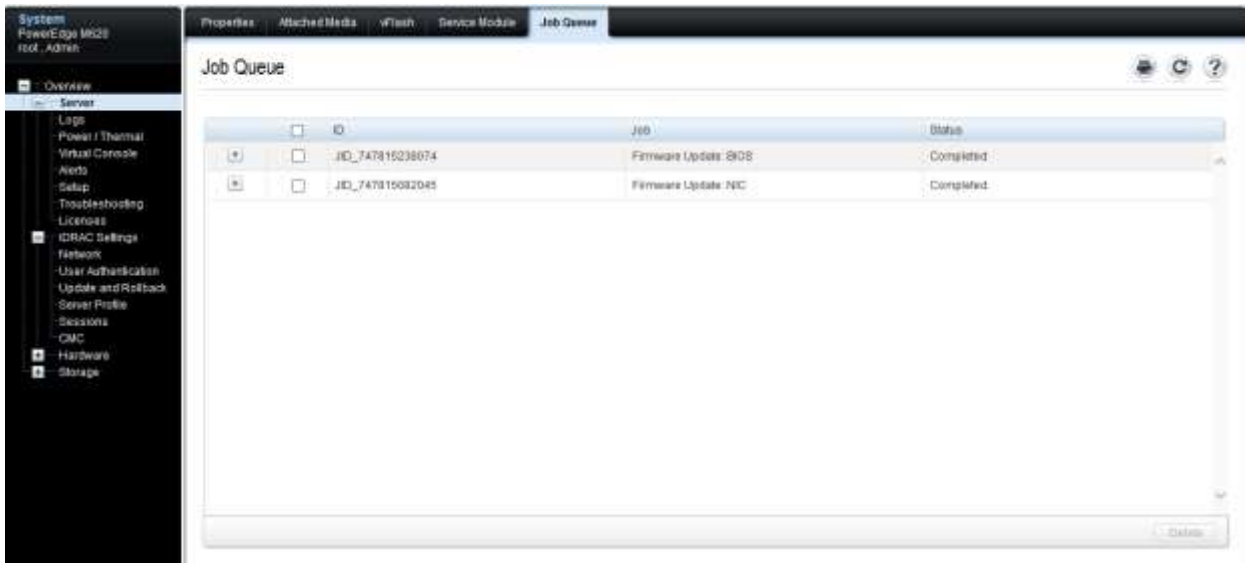 System
PowerEdge M620
root , Admin
Properties Attached Media vFlash Service Module Job Queue
Job Queue
Overview
Server
Logs
Power / Thermal
Virtual Console
Alerts
Setup
Troubleshooting
Licenses
iDRAC Settings
Network
User Authentication
Update and Rollback
Server Profile
Sessions
CMC
Hardware
Storage
ID Job Status
JID_747815238074 Firmware Update: BIOS Completed
JID_747815082045 Firmware Update: NIC Completed
Delete